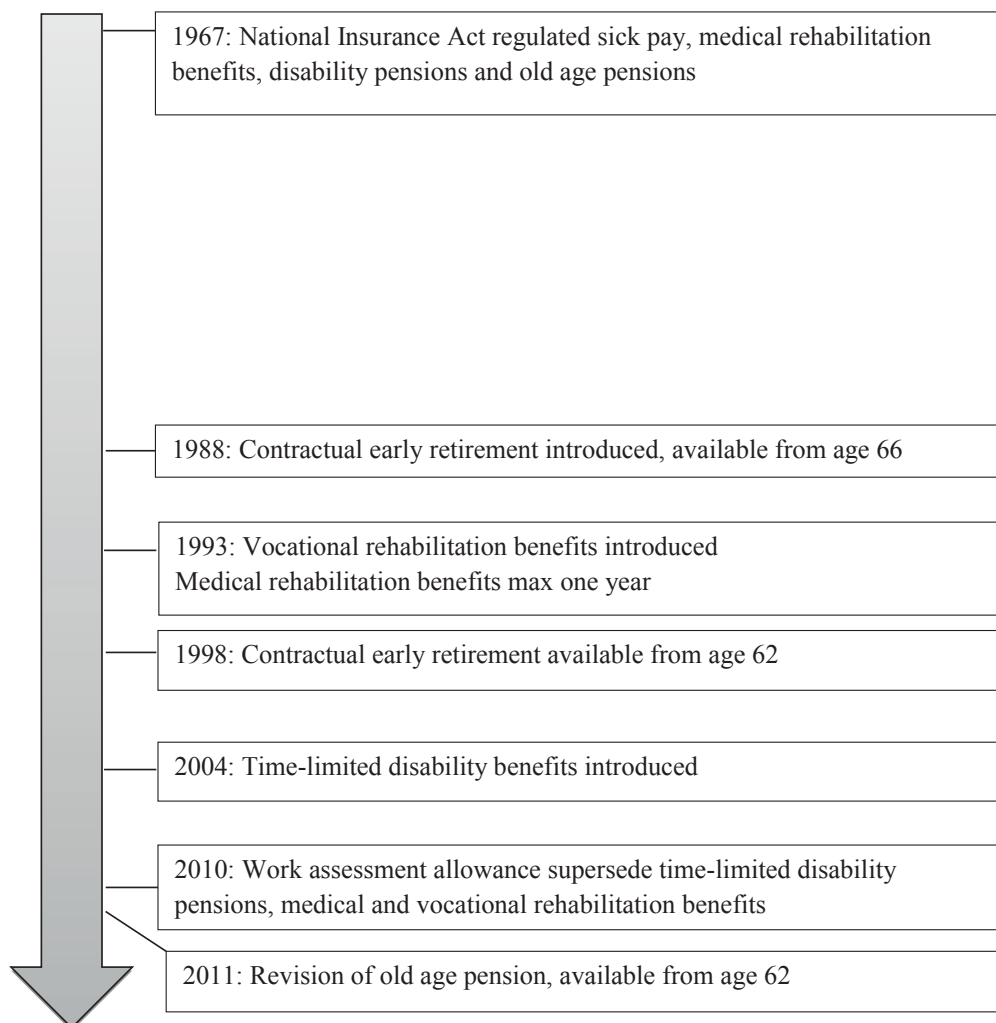 1967: National Insurance Act regulated sick pay, medical rehabilitation
benefits, disability pensions and old age pensions
1988: Contractual early retirement introduced, available from age 66
1993: Vocational rehabilitation benefits introduced
Medical rehabilitation benefits max one year
1998: Contractual early retirement available from age 62
2004: Time-limited disability benefits introduced
2010: Work assessment allowance supersede time-limited disability
pensions, medical and vocational rehabilitation benefits
2011: Revision of old age pension, available from age 62